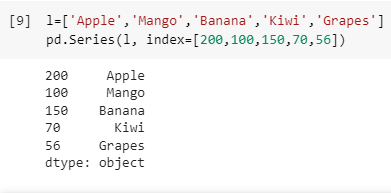 [9] l=['Apple','Mango','Banana','Kiwi','Grapes']
pd.Series(l, index=[200,100,150,70,56])
200 Apple
100 Mango
150 Banana
70 Kiwi
56 Grapes
dtype: object